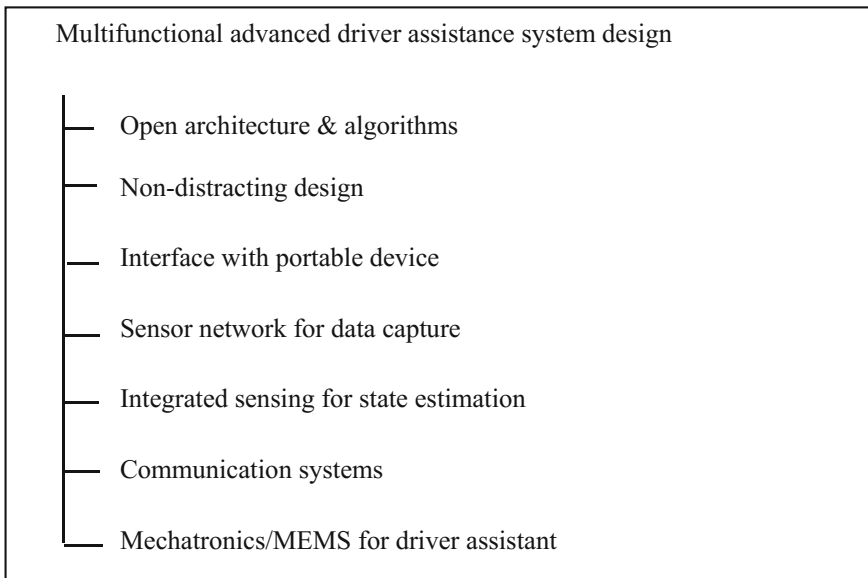 Multifunctional advanced driver assistance system design
Open architecture & algorithms
Non-distracting design
Interface with portable device
Sensor network for data capture
Integrated sensing for state estimation
Communication systems
Mechatronics/MEMS for driver assistant